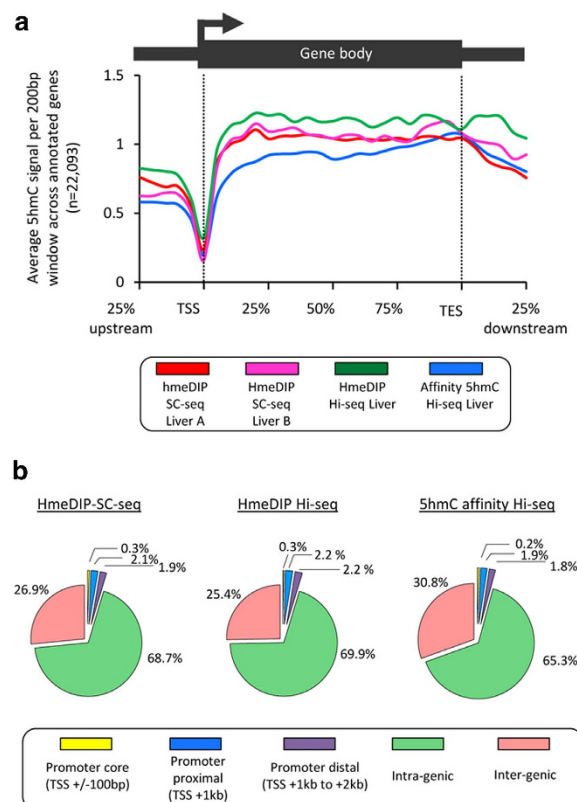 a
Gene body
Average 5hmC signal per 200bp
window across annotated genes
(n=22,093)
1.5
1
0.5
0
25%
upstream
TSS
25%
50%
75%
TES
25%
downstream
hmeDIP
SC-seq
Liver A
HmeDIP
SC-seq
Liver B
HmeDIP
Hi-seq Liver
Affinity 5hmC
Hi-seq Liver
b
HmeDIP-SC-seq
0.3%
2.1%
1.9%
26.9%
68.7%
HmeDIP Hi-seq
0.3%
2.2 %
2.2 %
25.4%
69.9%
5hmC affinity Hi-seq
0.2%
1.9%
1.8%
30.8%
65.3%
Promoter core
(TSS +/-100bp)
Promoter
proximal
(TSS +1kb)
Promoter distal
(TSS +1kb to +2kb)
Intra-genic
Inter-genic